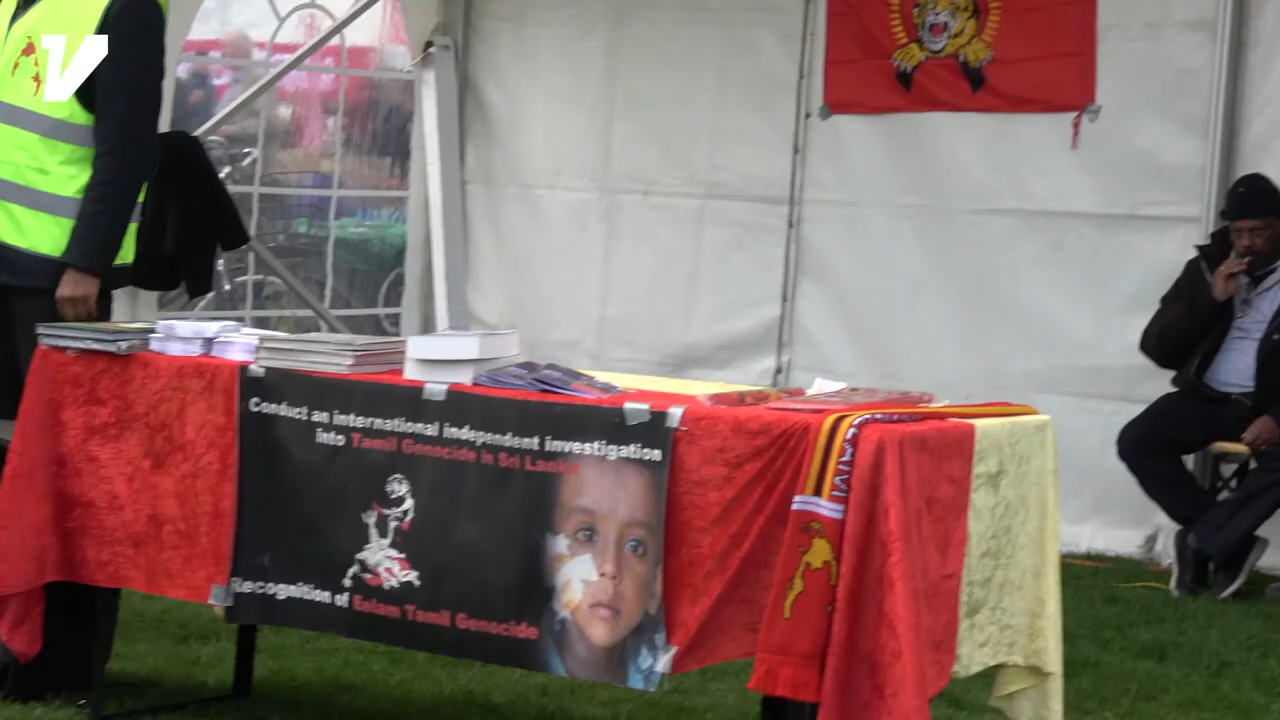 V
Conduct an international independent investigation
into Tamil Genocide in Sri Lanka
Recognition of Eelam Tamil Genocide